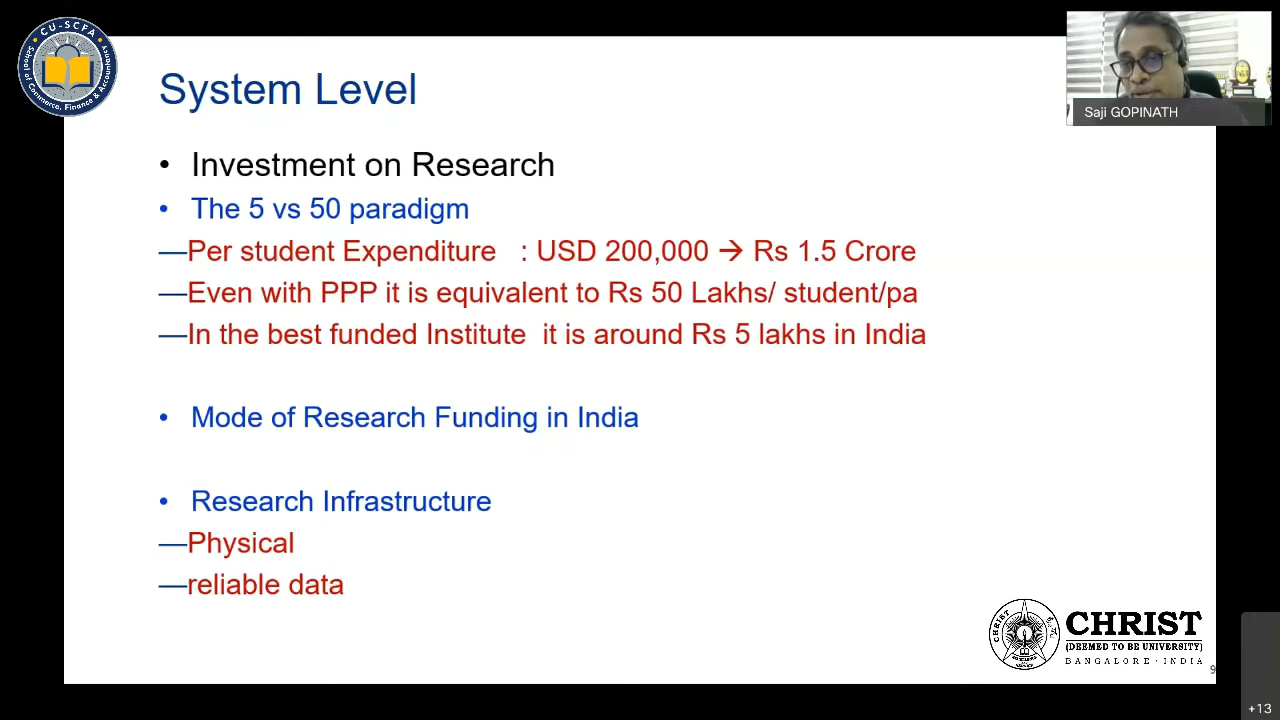 CU-SCFA
School of Commerce, Finance & Accountancy
System Level
Saji GOPINATH
• Investment on Research
• The 5 vs 50 paradigm
—Per student Expenditure : USD 200,000 → Rs 1.5 Crore
—Even with PPP it is equivalent to Rs 50 Lakhs/ student/pa
—In the best funded Institute it is around Rs 5 lakhs in India
• Mode of Research Funding in India
• Research Infrastructure
—Physical
—reliable data
CHRIST
CHRIST
(DEEMED TO BE UNIVERSITY)
BANGALORE · INDIA
9
+13